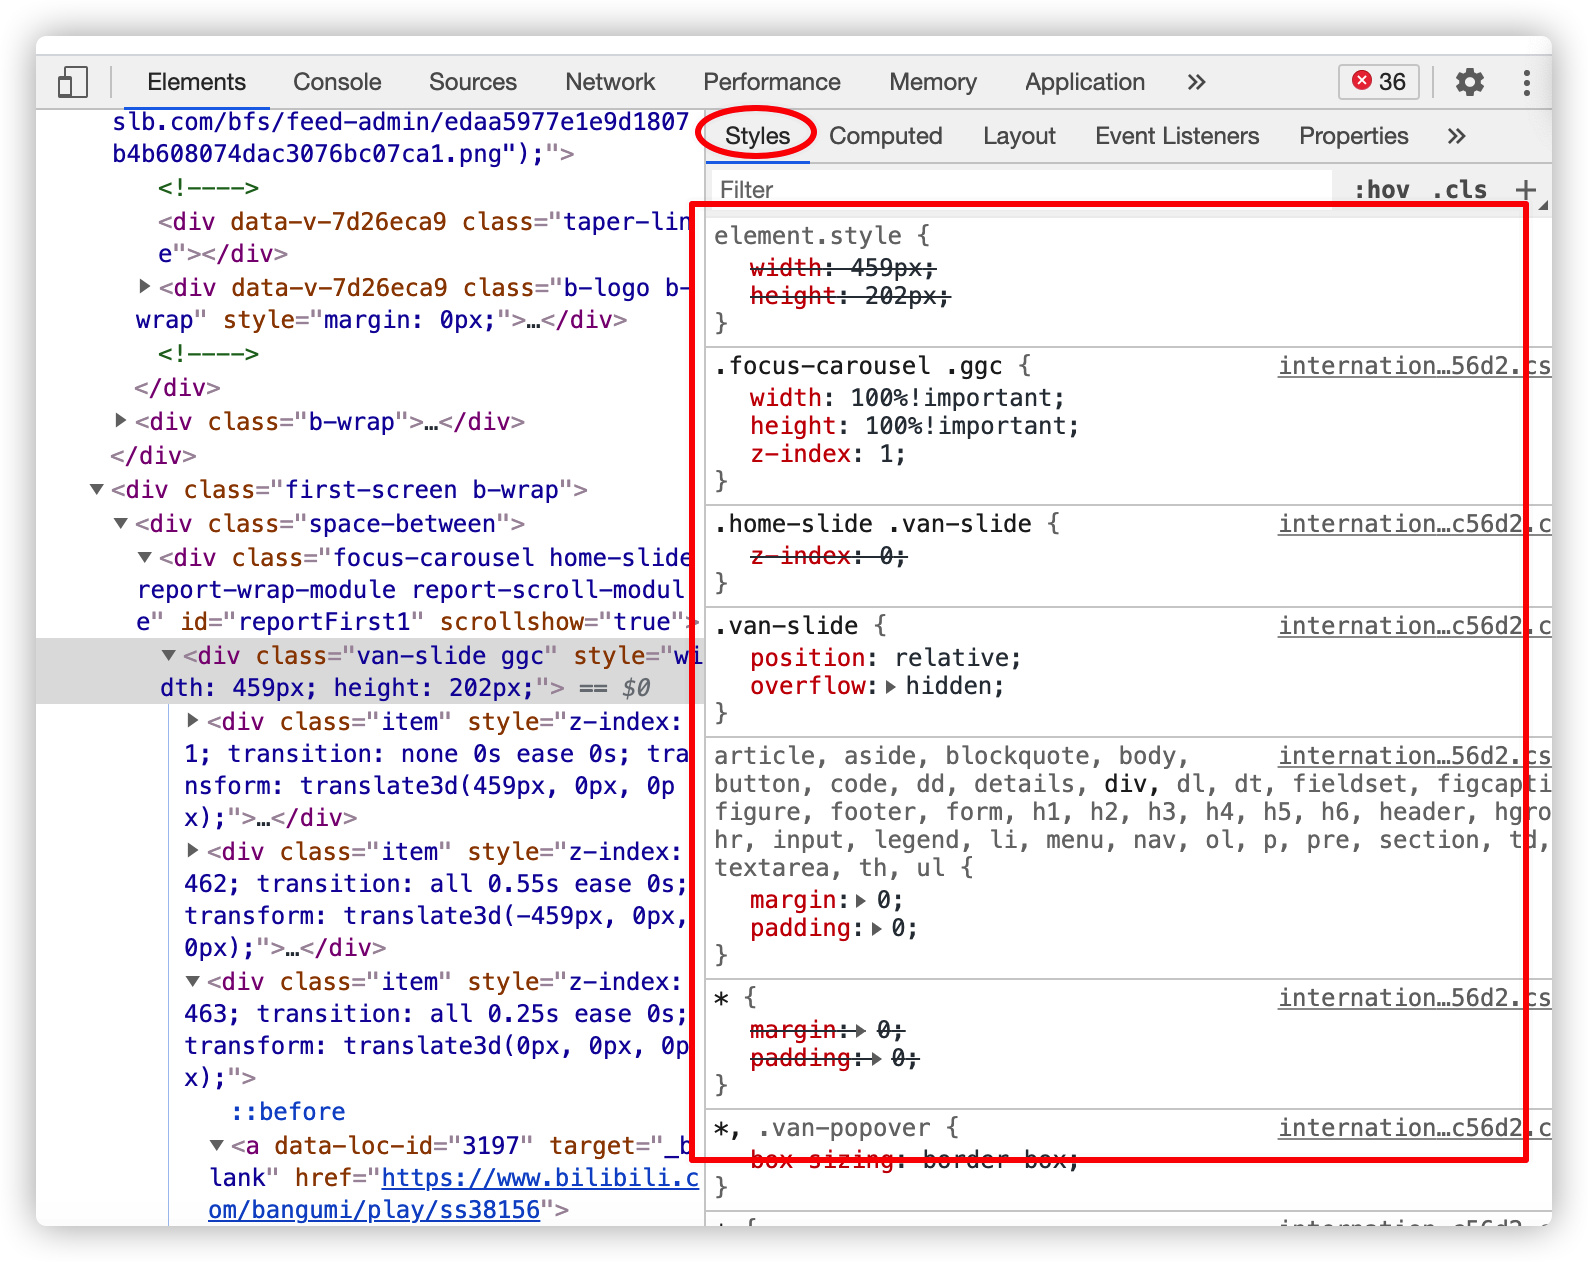 Elements Console Sources Network Performance Memory Application » 36
slb.com/bfs/feed-admin/edaa5977e1e9d1807
b4b608074dac3076bc07ca1.png");">
<!---->
<div data-v-7d26eca9 class="taper-lin
e"></div>
<div data-v-7d26eca9 class="b-logo b-
wrap" style="margin: 0px;">…</div>
<!---->
</div>
<div class="b-wrap">…</div>
</div>
<div class="first-screen b-wrap">
<div class="space-between">
<div class="focus-carousel home-slide
report-wrap-module report-scroll-modul
e" id="reportFirst1" scrollshow="true">
<div class="van-slide ggc" style="wi
dth: 459px; height: 202px;"> == $0
<div class="item" style="z-index:
1; transition: none 0s ease 0s; tra
nsform: translate3d(459px, 0px, 0p
x);">…</div>
<div class="item" style="z-index:
462; transition: all 0.55s ease 0s;
transform: translate3d(-459px, 0px,
0px);">…</div>
<div class="item" style="z-index:
463; transition: all 0.25s ease 0s;
transform: translate3d(0px, 0px, 0p
x);">
::before
<a data-loc-id="3197" target="_b
lank" href="https://www.bilibili.c
om/bangumi/play/ss38156">
Styles Computed Layout Event Listeners Properties »
Filter :hov .cls +
element.style {
width: 459px;
height: 202px;
}
.focus-carousel .ggc { internation…56d2.cs
width: 100%!important;
height: 100%!important;
z-index: 1;
}
.home-slide .van-slide { internation…c56d2.c
z-index: 0;
}
.van-slide { internation…c56d2.c
position: relative;
overflow: hidden;
}
article, aside, blockquote, body, internation…56d2.cs
button, code, dd, details, div, dl, dt, fieldset, figcapti
figure, footer, form, h1, h2, h3, h4, h5, h6, header, hgro
hr, input, legend, li, menu, nav, ol, p, pre, section, td,
textarea, th, ul {
margin: 0;
padding: 0;
}
* { internation…56d2.cs
margin: 0;
padding: 0;
}
*, .van-popover { internation…c56d2.c
box-sizing: border-box;
}